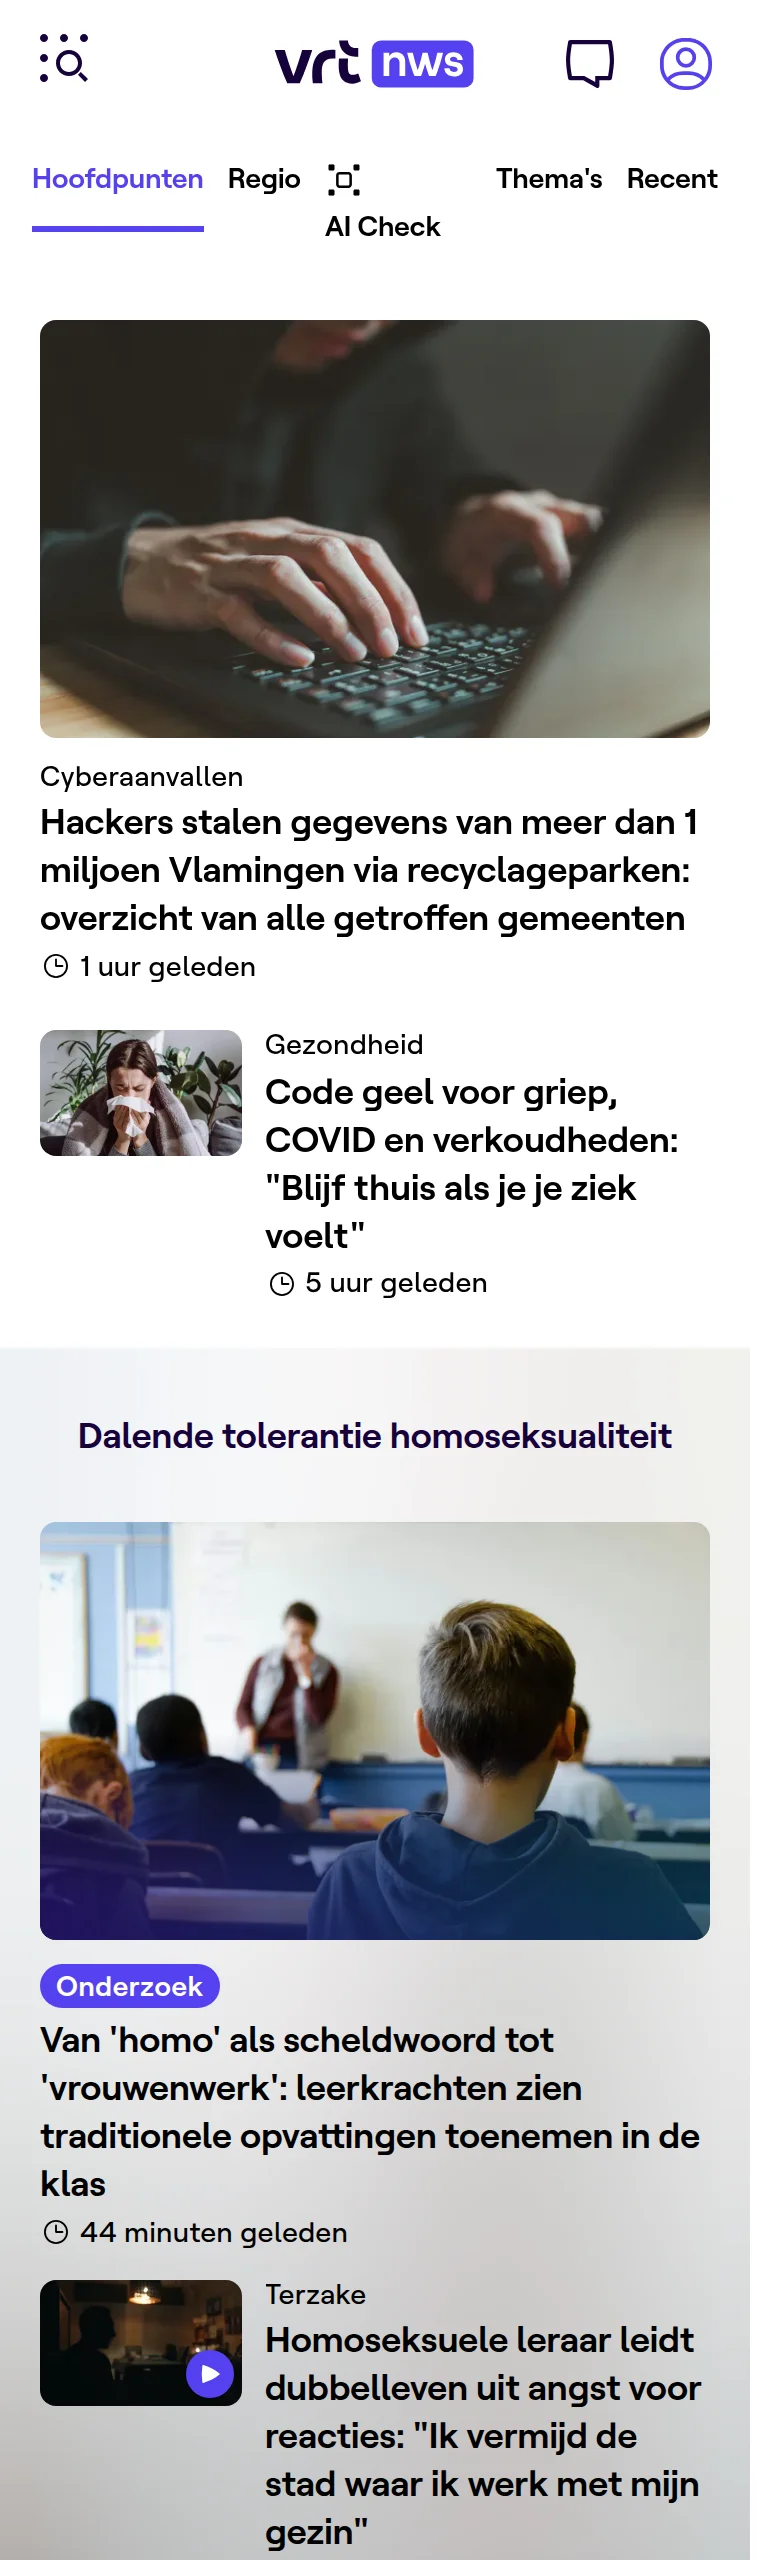 vrt nws
Hoofdpunten Regio AI Check Thema's Recent
Cyberaanvallen
Hackers stalen gegevens van meer dan 1
miljoen Vlamingen via recyclageparken:
overzicht van alle getroffen gemeenten
1 uur geleden
Gezondheid
Code geel voor griep,
COVID en verkoudheden:
"Blijf thuis als je je ziek
voelt"
5 uur geleden
Dalende tolerantie homoseksualiteit
Onderzoek
Van 'homo' als scheldwoord tot
'vrouwenwerk': leerkrachten zien
traditionele opvattingen toenemen in de
klas
44 minuten geleden
Terzake
Homoseksuele leraar leidt
dubbelleven uit angst voor
reacties: "Ik vermijd de
stad waar ik werk met mijn
gezin"